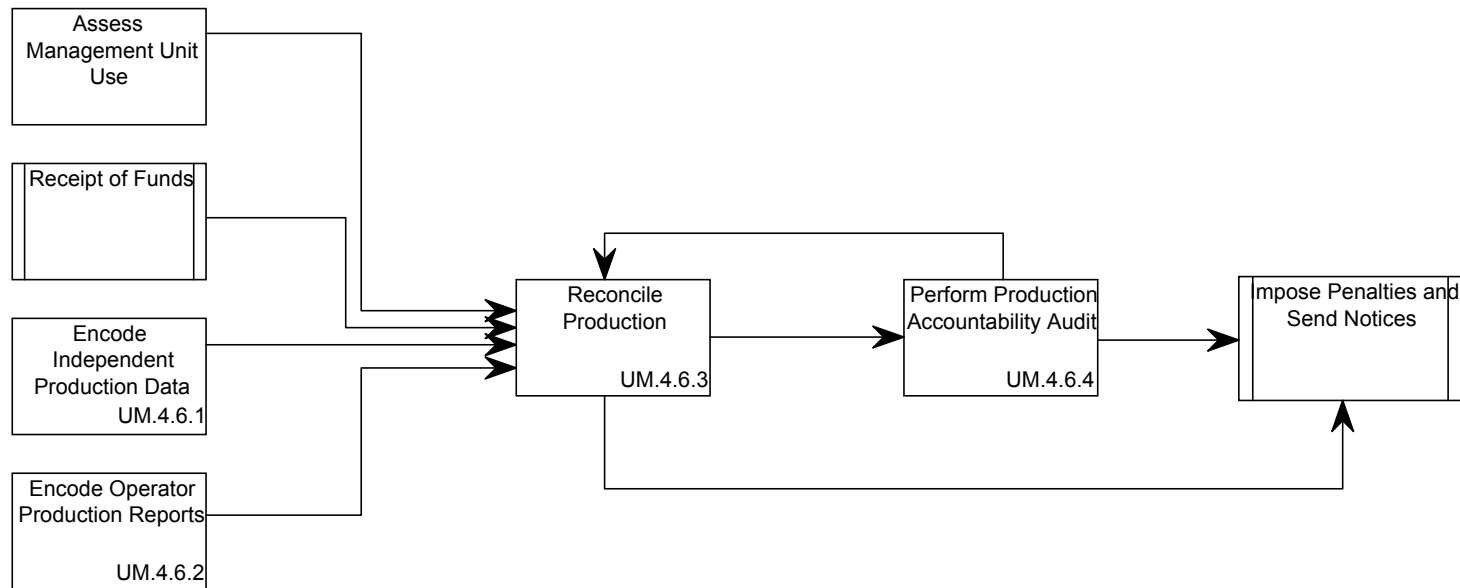 Assess
Management Unit
Use
Receipt of Funds
Encode
Independent
Production Data
UM.4.6.1
Encode Operator
Production Reports
UM.4.6.2
Reconcile
Production
UM.4.6.3
Perform Production
Accountability Audit
UM.4.6.4
Impose Penalties and
Send Notices